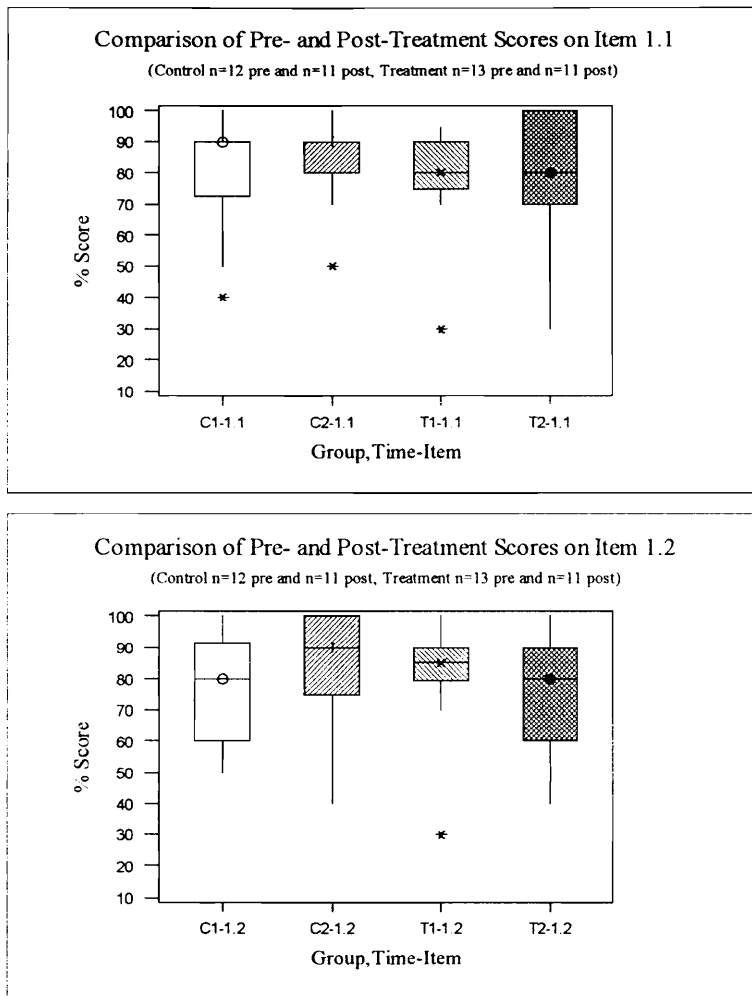 Comparison of Pre- and Post-Treatment Scores on Item 1.1
(Control n=12 pre and n=11 post, Treatment n=13 pre and n=11 post)
100
90
80
70
60
50
40
30
20
10
% Score
C1-1.1 C2-1.1 T1-1.1 T2-1.1
Group,Time-Item
Comparison of Pre- and Post-Treatment Scores on Item 1.2
(Control n=12 pre and n=11 post, Treatment n=13 pre and n=11 post)
100
90
80
70
60
50
40
30
20
10
% Score
C1-1.2 C2-1.2 T1-1.2 T2-1.2
Group,Time-Item